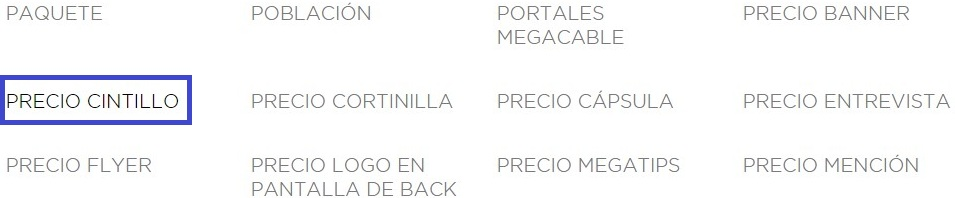 PAQUETE
POBLACIÓN
PORTALES
MEGACABLE
PRECIO BANNER
PRECIO CINTILLO
PRECIO CORTINILLA
PRECIO CÁPSULA
PRECIO ENTREVISTA
PRECIO FLYER
PRECIO LOGO EN
PANTALLA DE BACK
PRECIO MEGATIPS
PRECIO MENCIÓN